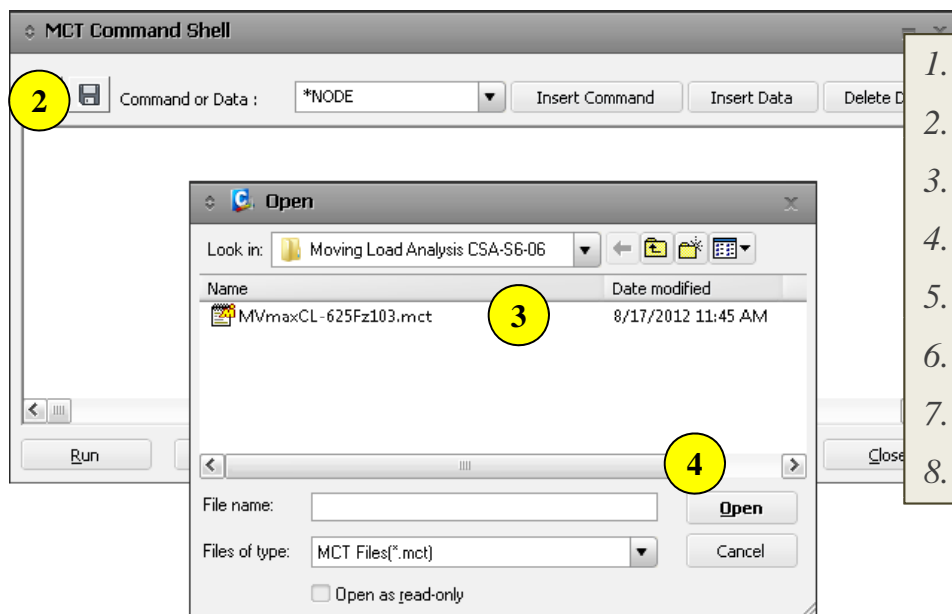 MCT Command Shell
2
Command or Data : *NODE Insert Command Insert Data Delete D
Open
Look in: Moving Load Analysis CSA-S6-06
Name Date modified
MVmaxCL-625Fz103.mct 3 8/17/2012 11:45 AM
Run Close
4
File name: Open
Files of type: MCT Files(*.mct) Cancel
Open as read-only
1.
2.
3.
4.
5.
6.
7.
8.